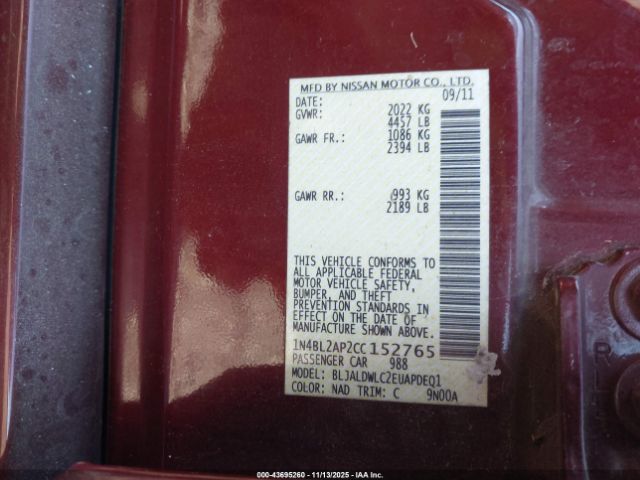 MFD BY NISSAN MOTOR CO., LTD.
DATE: 09/11
GVWR: 2022 KG
4457 LB
GAWR FR.: 1086 KG
2394 LB
GAWR RR.: 993 KG
2189 LB
THIS VEHICLE CONFORMS TO
ALL APPLICABLE FEDERAL
MOTOR VEHICLE SAFETY,
BUMPER, AND THEFT
PREVENTION STANDARDS IN
EFFECT ON THE DATE OF
MANUFACTURE SHOWN ABOVE.
1N4BL2AP2CC152765
PASSENGER CAR 988
MODEL: BLJALDWLC2EUAPDEQ1
COLOR: NAD TRIM: C 9N00A
000-43695260 - 11/13/2025 - IAA Inc.